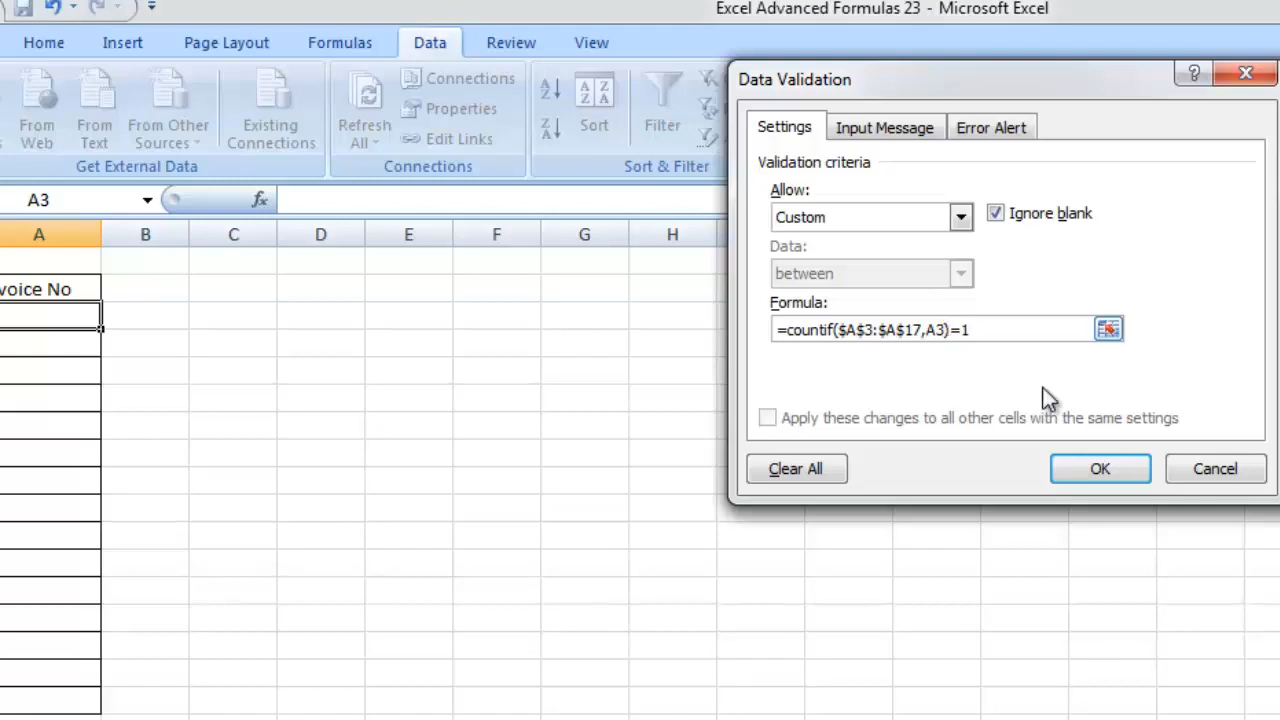 Excel Advanced Formulas 23 - Microsoft Excel
Home Insert Page Layout Formulas Data Review View
From Web
From Text
From Other Sources
Existing Connections
Get External Data
Refresh All
Connections
Properties
Edit Links
Connections
Sort
Filter
Sort & Filter
A3
fx
A B C D E F G H
voice No
Data Validation
Settings Input Message Error Alert
Validation criteria
Allow:
Custom
Ignore blank
Data:
between
Formula:
=countif($A$3:$A$17,A3)=1
Apply these changes to all other cells with the same settings
Clear All OK Cancel